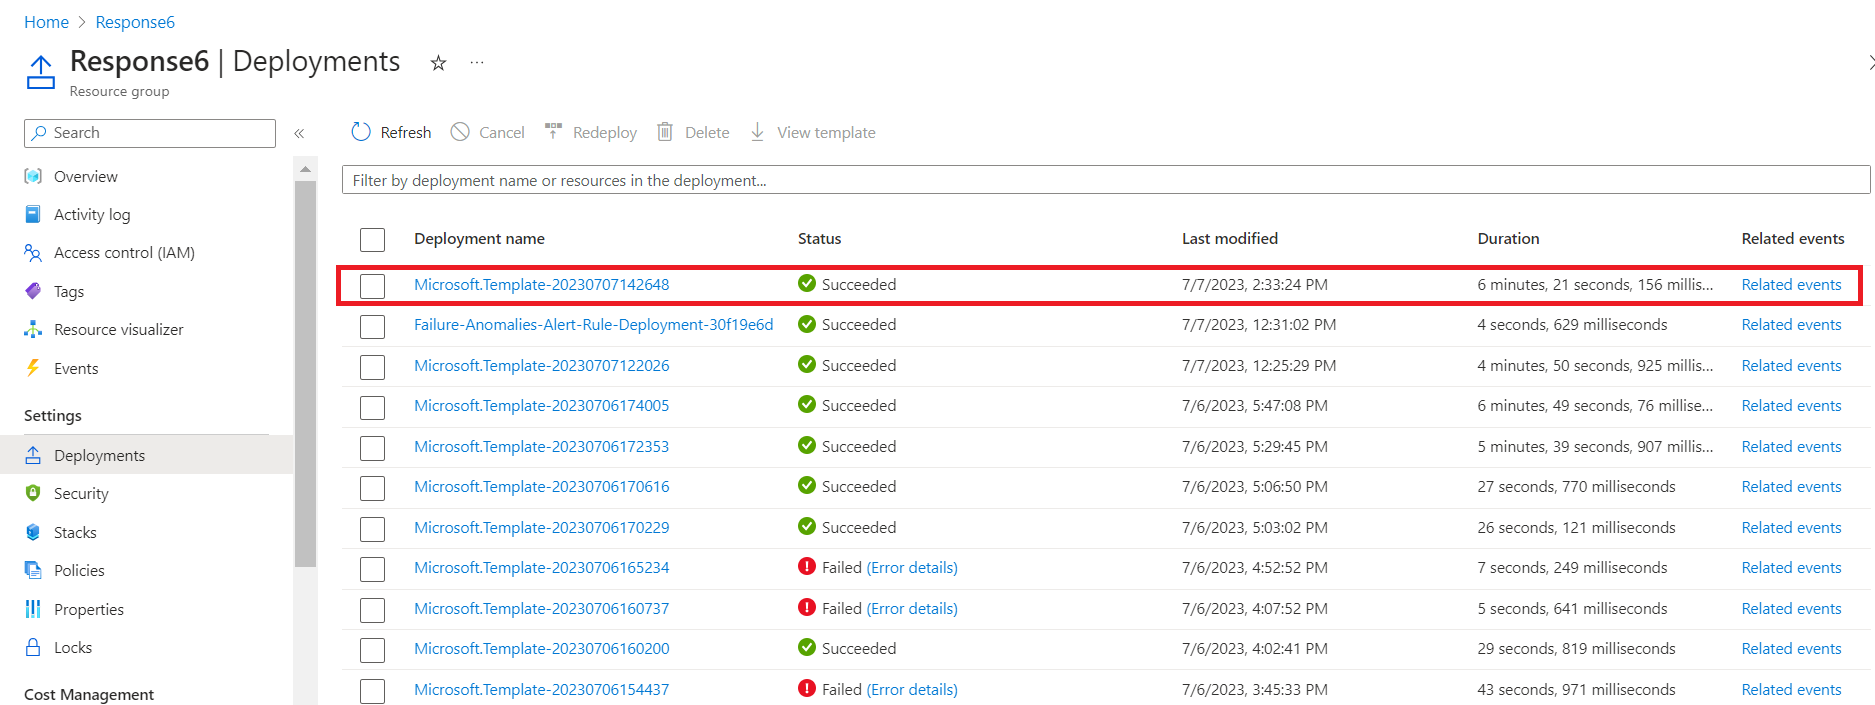 Home > Response6
Response6 | Deployments ☆ ...
Resource group
Search «
Refresh Cancel Redeploy Delete View template
Overview
Activity log
Access control (IAM)
Tags
Resource visualizer
Events
Settings
Deployments
Security
Stacks
Policies
Properties
Locks
Cost Management
Filter by deployment name or resources in the deployment...
Deployment name Status Last modified Duration Related events
Microsoft.Template-20230707142648 Succeeded 7/7/2023, 2:33:24 PM 6 minutes, 21 seconds, 156 millis... Related events
Failure-Anomalies-Alert-Rule-Deployment-30f19e6d Succeeded 7/7/2023, 12:31:02 PM 4 seconds, 629 milliseconds Related events
Microsoft.Template-20230707122026 Succeeded 7/7/2023, 12:25:29 PM 4 minutes, 50 seconds, 925 millis... Related events
Microsoft.Template-20230706174005 Succeeded 7/6/2023, 5:47:08 PM 6 minutes, 49 seconds, 76 millise... Related events
Microsoft.Template-20230706172353 Succeeded 7/6/2023, 5:29:45 PM 5 minutes, 39 seconds, 907 millis... Related events
Microsoft.Template-20230706170616 Succeeded 7/6/2023, 5:06:50 PM 27 seconds, 770 milliseconds Related events
Microsoft.Template-20230706170229 Succeeded 7/6/2023, 5:03:02 PM 26 seconds, 121 milliseconds Related events
Microsoft.Template-20230706165234 Failed (Error details) 7/6/2023, 4:52:52 PM 7 seconds, 249 milliseconds Related events
Microsoft.Template-20230706160737 Failed (Error details) 7/6/2023, 4:07:52 PM 5 seconds, 641 milliseconds Related events
Microsoft.Template-20230706160200 Succeeded 7/6/2023, 4:02:41 PM 29 seconds, 819 milliseconds Related events
Microsoft.Template-20230706154437 Failed (Error details) 7/6/2023, 3:45:33 PM 43 seconds, 971 milliseconds Related events